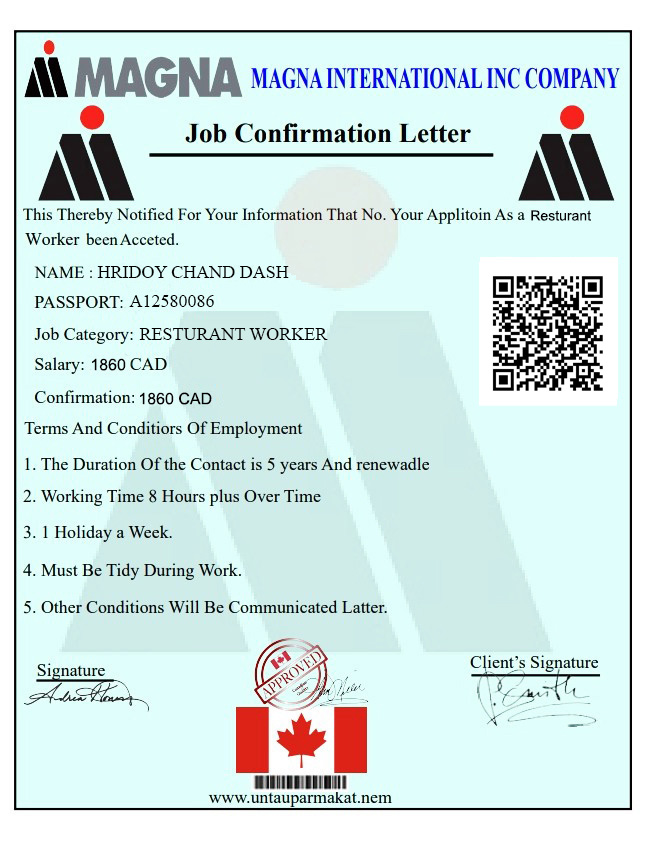 MAGNA MAGNA INTERNATIONAL INC COMPANY
Job Confirmation Letter
This Thereby Notified For Your Information That No. Your Applitoin As a Resturant
Worker been Acceted.
NAME : HRIDOY CHAND DASH
PASSPORT: A12580086
Job Category: RESTURANT WORKER
Salary: 1860 CAD
Confirmation: 1860 CAD
Terms And Conditiors Of Employment
1. The Duration Of the Contact is 5 years And renewadle
2. Working Time 8 Hours plus Over Time
3. 1 Holiday a Week.
4. Must Be Tidy During Work.
5. Other Conditions Will Be Communicated Latter.
Signature
Client's Signature
APPROVED
www.untauparmakat.nem